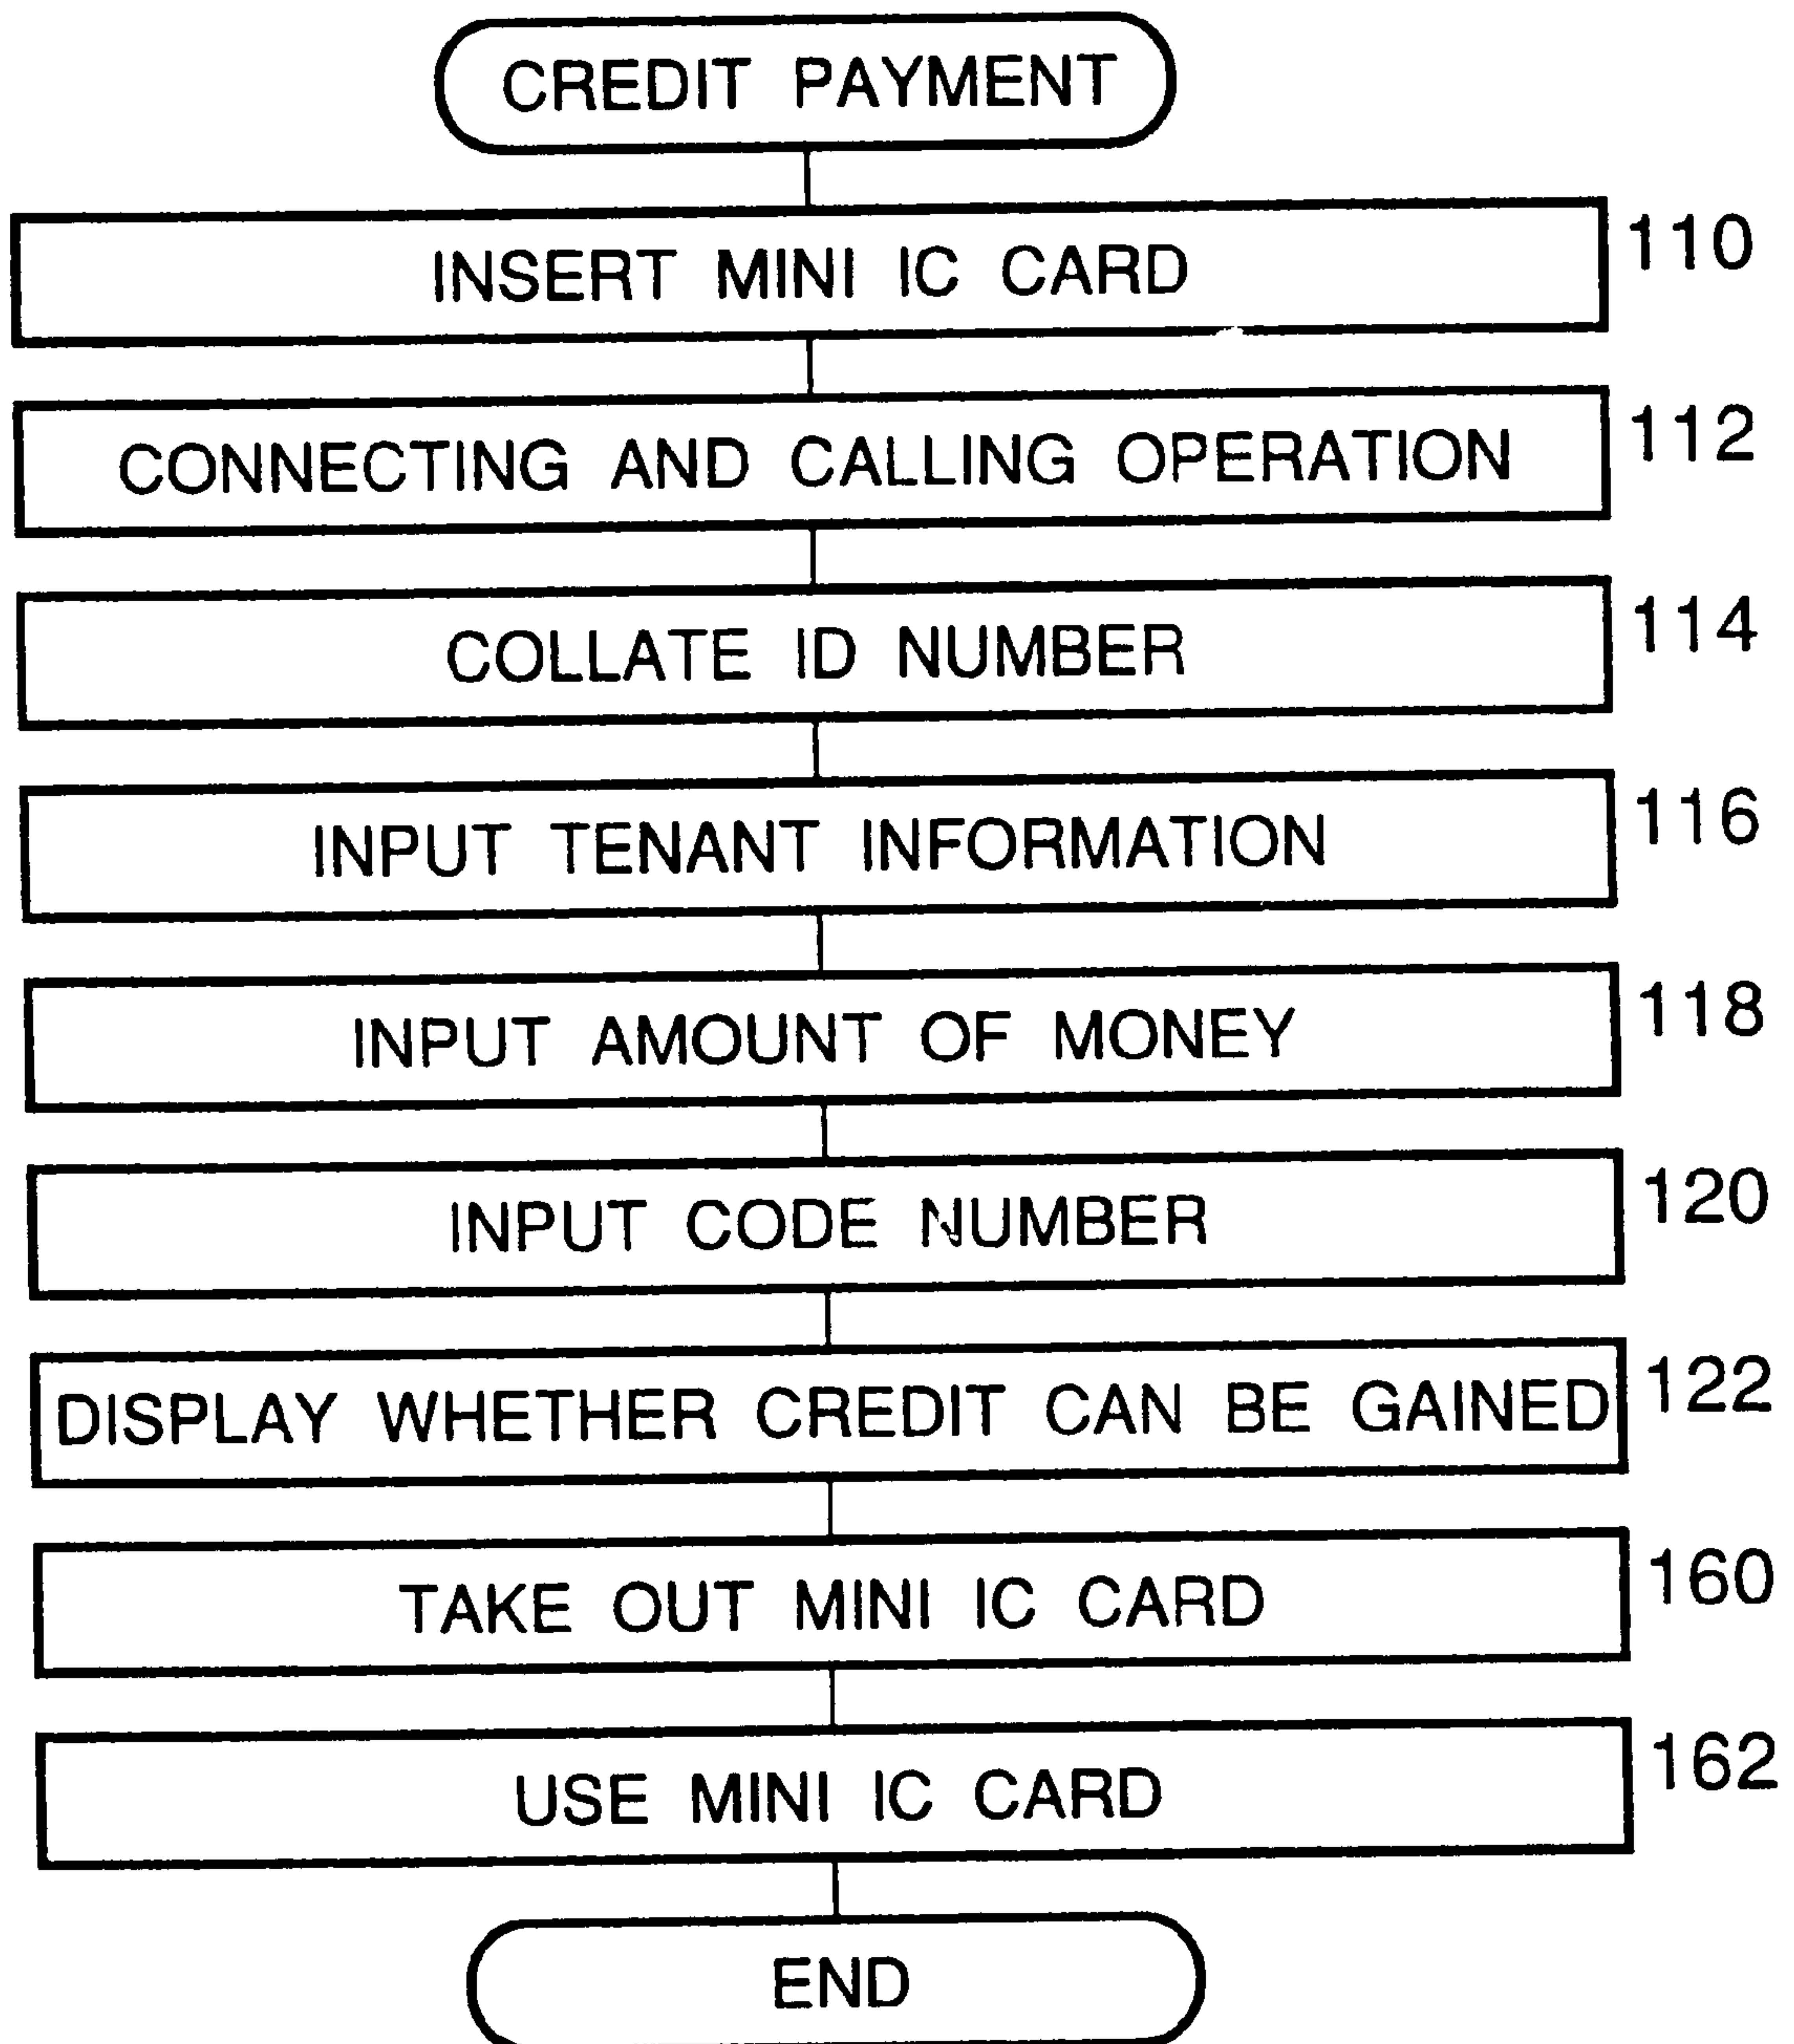 CREDIT PAYMENT
INSERT MINI IC CARD 110
CONNECTING AND CALLING OPERATION 112
COLLATE ID NUMBER 114
INPUT TENANT INFORMATION 116
INPUT AMOUNT OF MONEY 118
INPUT CODE NUMBER 120
DISPLAY WHETHER CREDIT CAN BE GAINED 122
TAKE OUT MINI IC CARD 160
USE MINI IC CARD 162
END